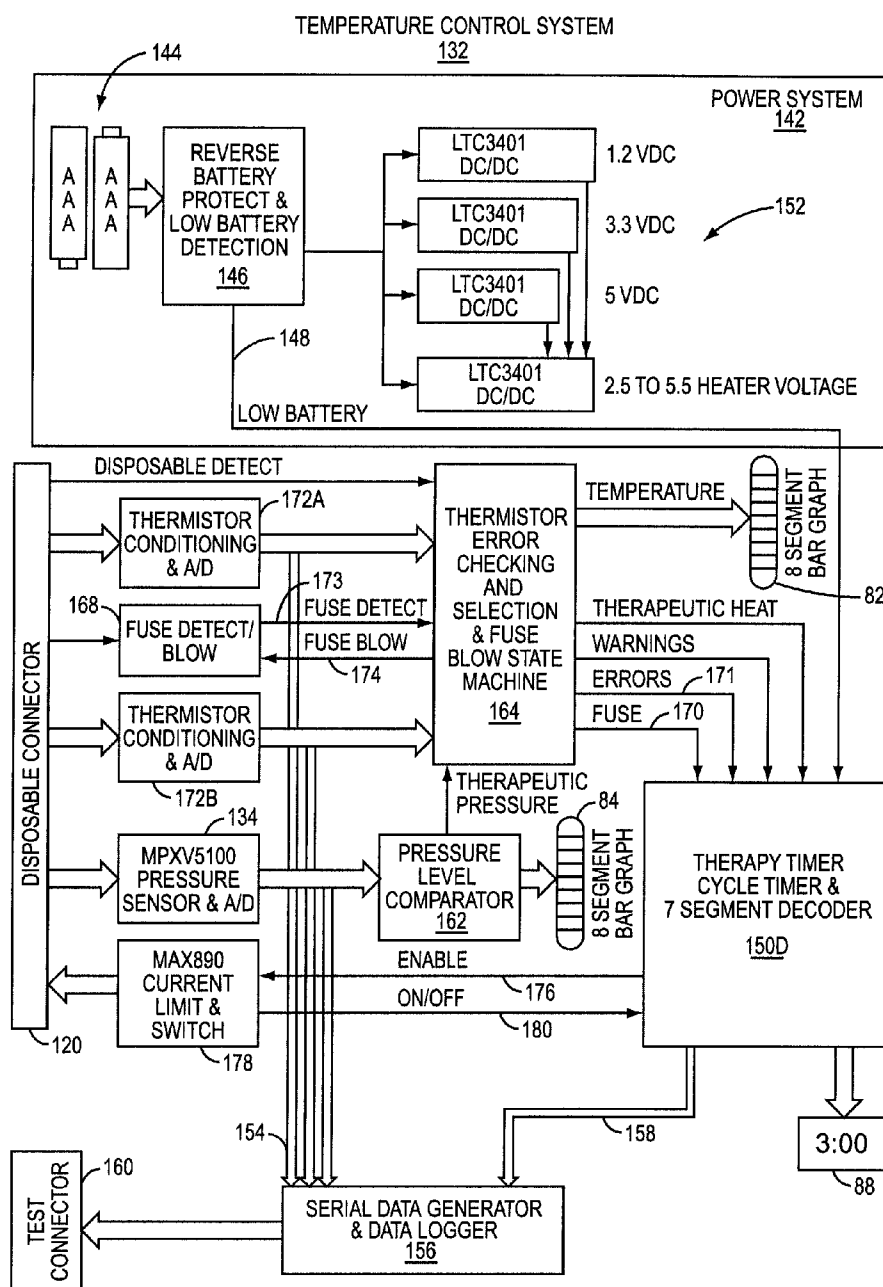 TEMPERATURE CONTROL SYSTEM
132
144
POWER SYSTEM
142
A
A
A
A
A
A
REVERSE
BATTERY
PROTECT &
LOW BATTERY
DETECTION
146
LTC3401
DC/DC
1.2 VDC
LTC3401
DC/DC
3.3 VDC
152
LTC3401
DC/DC
5 VDC
LTC3401
DC/DC
2.5 TO 5.5 HEATER VOLTAGE
148
LOW BATTERY
DISPOSABLE CONNECTOR
120
DISPOSABLE DETECT
172A
THERMISTOR
CONDITIONING
& A/D
168
FUSE DETECT/
BLOW
173
FUSE DETECT
FUSE BLOW
174
THERMISTOR
CONDITIONING
& A/D
172B
THERMISTOR
ERROR
CHECKING
AND
SELECTION
& FUSE
BLOW STATE
MACHINE
164
TEMPERATURE
8 SEGMENT
BAR GRAPH
82
THERAPEUTIC HEAT
WARNINGS
ERRORS
171
FUSE
170
THERAPEUTIC
PRESSURE
134
MPXV5100
PRESSURE
SENSOR & A/D
PRESSURE
LEVEL
COMPARATOR
162
84
8 SEGMENT
BAR GRAPH
THERAPY TIMER
CYCLE TIMER &
7 SEGMENT DECODER
150D
MAX890
CURRENT
LIMIT &
SWITCH
178
ENABLE
176
ON/OFF
180
154
158
3:00
88
160
TEST
CONNECTOR
SERIAL DATA GENERATOR
& DATA LOGGER
156